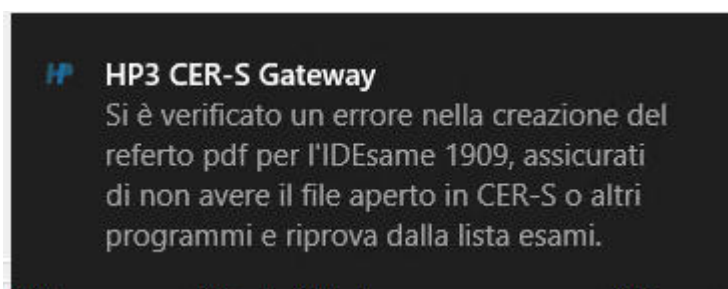 HP HP3 CER-S Gateway
Si è verificato un errore nella creazione del
referto pdf per l'IDEsame 1909, assicurati
di non avere il file aperto in CER-S o altri
programmi e riprova dalla lista esami.